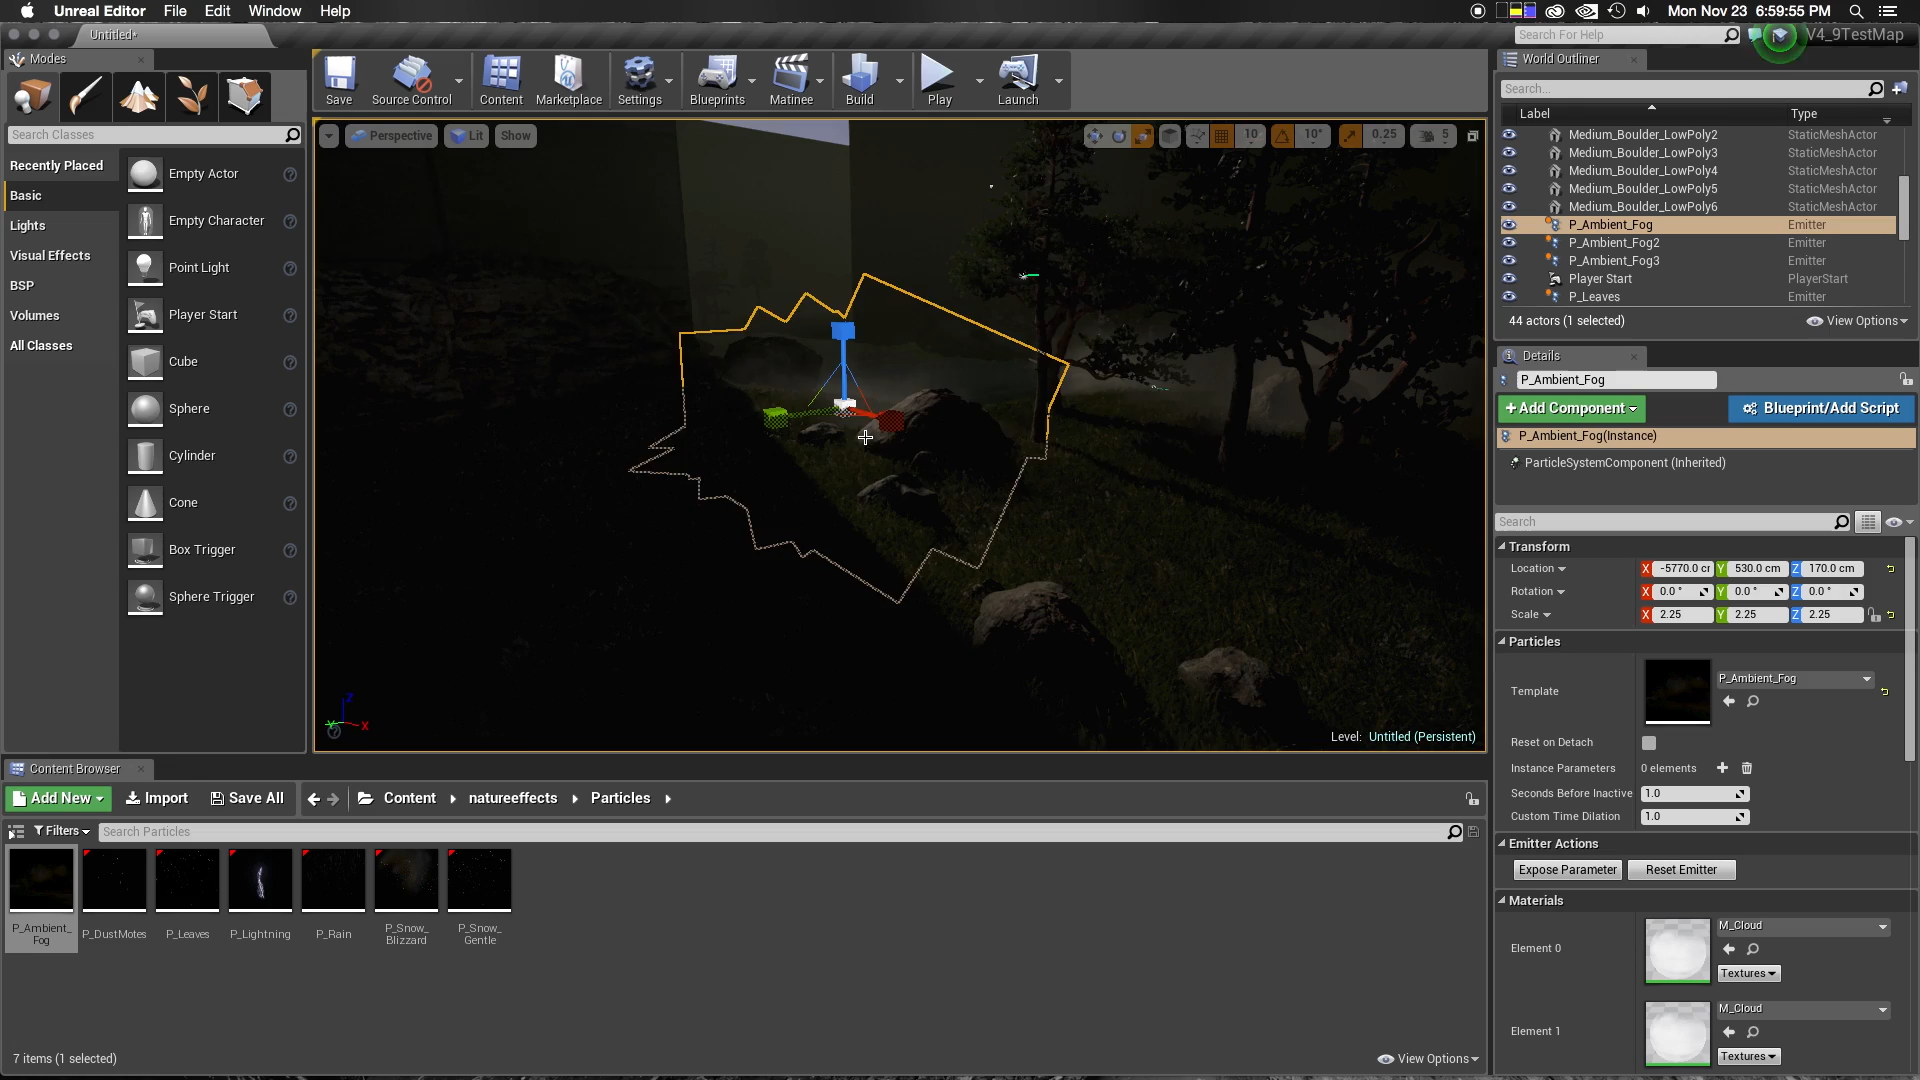 Unreal Editor File Edit Window Help
Mon Nov 23 6:59:55 PM
Untitled*
Search For Help
V4_9TestMap
Modes
Search Classes
Recently Placed
Basic
Lights
Visual Effects
BSP
Volumes
All Classes
Empty Actor
Empty Character
Point Light
Player Start
Cube
Sphere
Cylinder
Cone
Box Trigger
Sphere Trigger
Save
Source Control
Content
Marketplace
Settings
Blueprints
Matinee
Build
Play
Launch
Perspective Lit Show
10 10° 0.25 5
Z
Y X
Level: Untitled (Persistent)
World Outliner
Search...
Label Type
Medium_Boulder_LowPoly2 StaticMeshActor
Medium_Boulder_LowPoly3 StaticMeshActor
Medium_Boulder_LowPoly4 StaticMeshActor
Medium_Boulder_LowPoly5 StaticMeshActor
Medium_Boulder_LowPoly6 StaticMeshActor
P_Ambient_Fog Emitter
P_Ambient_Fog2 Emitter
P_Ambient_Fog3 Emitter
Player Start PlayerStart
P_Leaves Emitter
44 actors (1 selected) View Options
Details
P_Ambient_Fog
+Add Component Blueprint/Add Script
P_Ambient_Fog(Instance)
ParticleSystemComponent (Inherited)
Search
Transform
Location X -5770.0 cr Y 530.0 cm Z 170.0 cm
Rotation X 0.0 ° Y 0.0 ° Z 0.0 °
Scale X 2.25 Y 2.25 Z 2.25
Particles
Template P_Ambient_Fog
Reset on Detach
Instance Parameters 0 elements
Seconds Before Inactive 1.0
Custom Time Dilation 1.0
Emitter Actions
Expose Parameter Reset Emitter
Materials
Element 0 M_Cloud
Textures
Element 1 M_Cloud
Textures
Content Browser
Add New Import Save All Content natureeffects Particles
Filters Search Particles
P_Ambient_
Fog
P_DustMotes
P_Leaves
P_Lightning
P_Rain
P_Snow_
Blizzard
P_Snow_
Gentle
7 items (1 selected) View Options